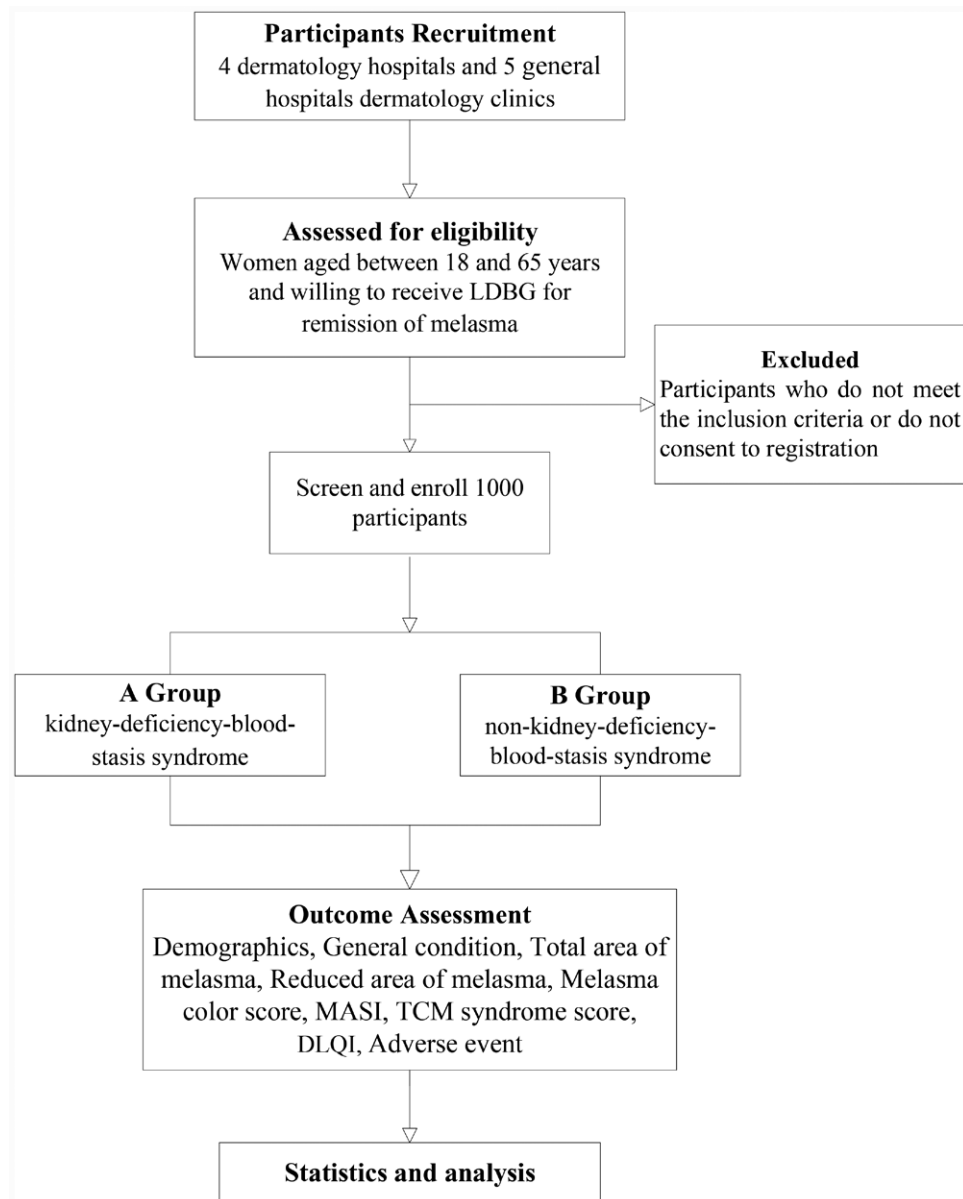 Participants Recruitment
4 dermatology hospitals and 5 general
hospitals dermatology clinics
Assessed for eligibility
Women aged between 18 and 65 years
and willing to receive LDBG for
remission of melasma
Excluded
Participants who do not meet
the inclusion criteria or do not
consent to registration
Screen and enroll 1000
participants
A Group
kidney-deficiency-blood-
stasis syndrome
B Group
non-kidney-deficiency-
blood-stasis syndrome
Outcome Assessment
Demographics, General condition, Total area of
melasma, Reduced area of melasma, Melasma
color score, MASI, TCM syndrome score,
DLQI, Adverse event
Statistics and analysis